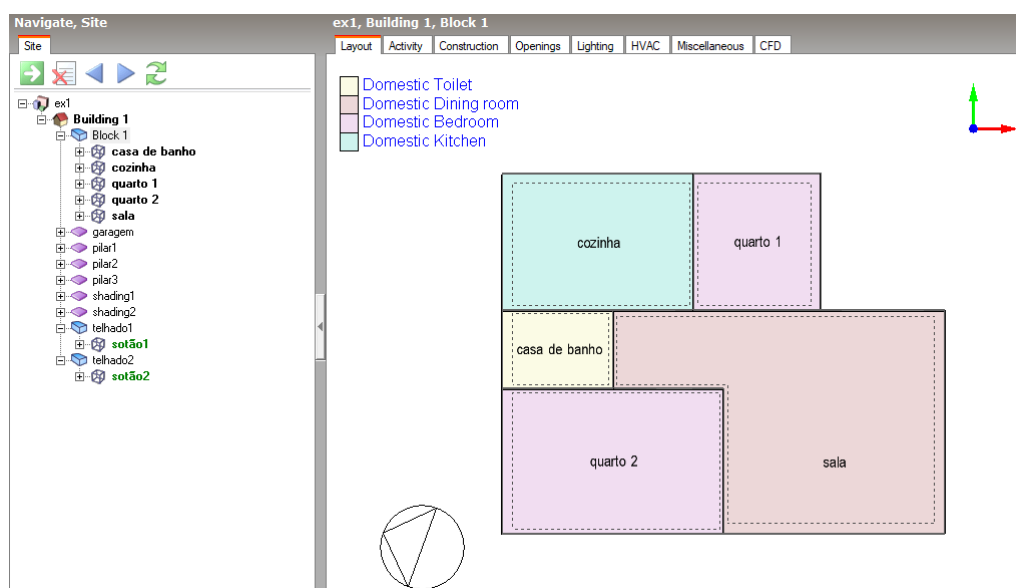 Navigate, Site
Site
ex1
Building 1
Block 1
casa de banho
cozinha
quarto 1
quarto 2
sala
garagem
pilar1
pilar2
pilar3
shading1
shading2
telhado1
sotão1
telhado2
sotão2
ex1, Building 1, Block 1
Layout Activity Construction Openings Lighting HVAC Miscellaneous CFD
Domestic Toilet
Domestic Dining room
Domestic Bedroom
Domestic Kitchen
cozinha
quarto 1
casa de banho
quarto 2
sala